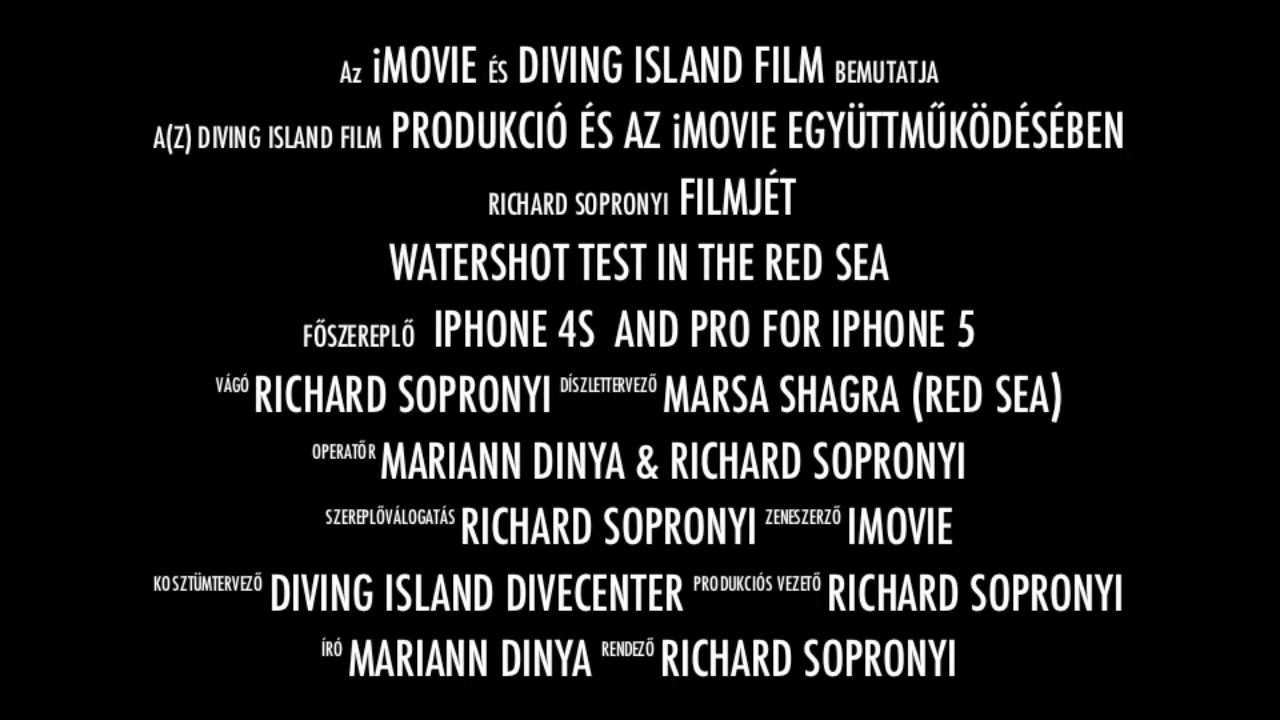 Az iMOVIE ÉS DIVING ISLAND FILM BEMUTATJA
A(Z) DIVING ISLAND FILM PRODUKCIÓ ÉS AZ iMOVIE EGYÜTTMŰKÖDÉSÉBEN
RICHARD SOPRONYI FILMJÉT
WATERSHOT TEST IN THE RED SEA
FŐSZEREPLŐ IPHONE 4S AND PRO FOR IPHONE 5
VÁGÓ RICHARD SOPRONYI DÍSZLETTERVEZŐ MARSA SHAGRA (RED SEA)
OPERATŐR MARIANN DINYA & RICHARD SOPRONYI
SZEREPLŐVÁLOGATÁS RICHARD SOPRONYI ZENESZERZŐ IMOVIE
KOSZTÜMTERVEZŐ DIVING ISLAND DIVECENTER PRODUKCIÓS VEZETŐ RICHARD SOPRONYI
ÍRÓ MARIANN DINYA RENDEZŐ RICHARD SOPRONYI